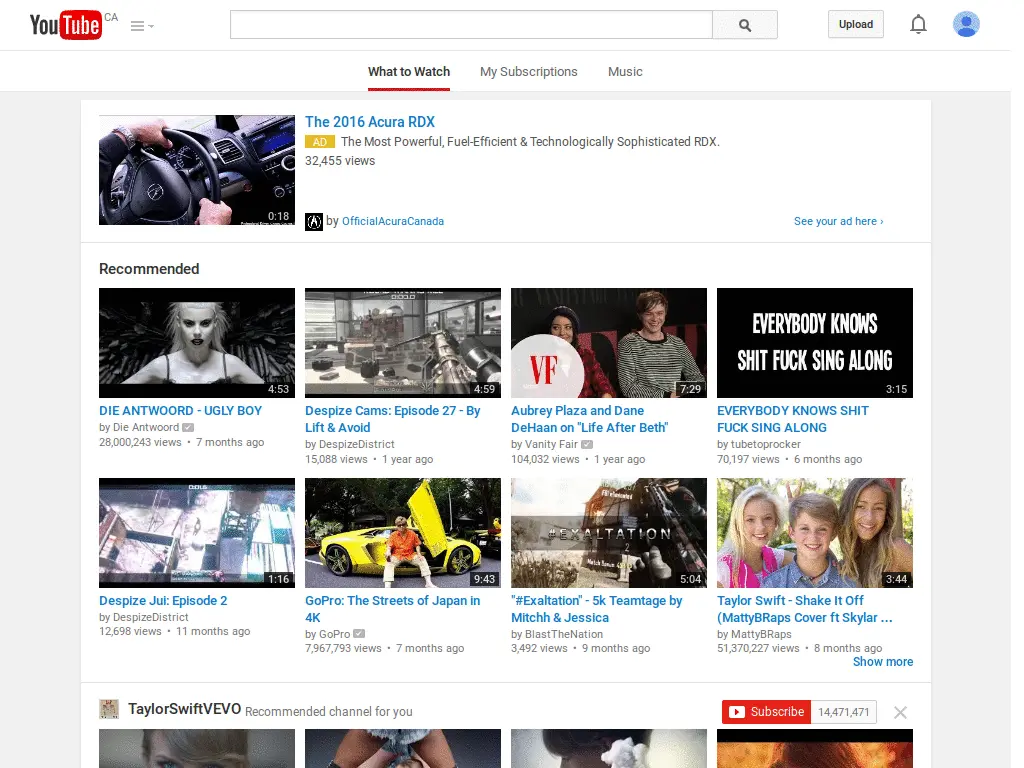 YouTube CA
Upload
What to Watch My Subscriptions Music
The 2016 Acura RDX
AD The Most Powerful, Fuel-Efficient & Technologically Sophisticated RDX.
32,455 views
0:18
by OfficialAcuraCanada
See your ad here ›
Recommended
4:53
4:59
VF
7:29
EVERYBODY KNOWS
SHIT FUCK SING ALONG
3:15
DIE ANTWOORD - UGLY BOY
by Die Antwoord
28,000,243 views • 7 months ago
Despize Cams: Episode 27 - By
Lift & Avoid
by DespizeDistrict
15,088 views • 1 year ago
Aubrey Plaza and Dane
DeHaan on "Life After Beth"
by Vanity Fair
104,032 views • 1 year ago
EVERYBODY KNOWS SHIT
FUCK SING ALONG
by tubetoprocker
70,197 views • 6 months ago
1:16
9:43
#EXALTATION
2
5:04
3:44
Despize Jui: Episode 2
by DespizeDistrict
12,698 views • 11 months ago
GoPro: The Streets of Japan in
4K
by GoPro
7,967,793 views • 7 months ago
"#Exaltation" - 5k Teamtage by
Mitchh & Jessica
by BlastTheNation
3,492 views • 9 months ago
Taylor Swift - Shake It Off
(MattyBRaps Cover ft Skylar ...
by MattyBRaps
51,370,227 views • 8 months ago
Show more
TaylorSwiftVEVO Recommended channel for you
Subscribe 14,471,471